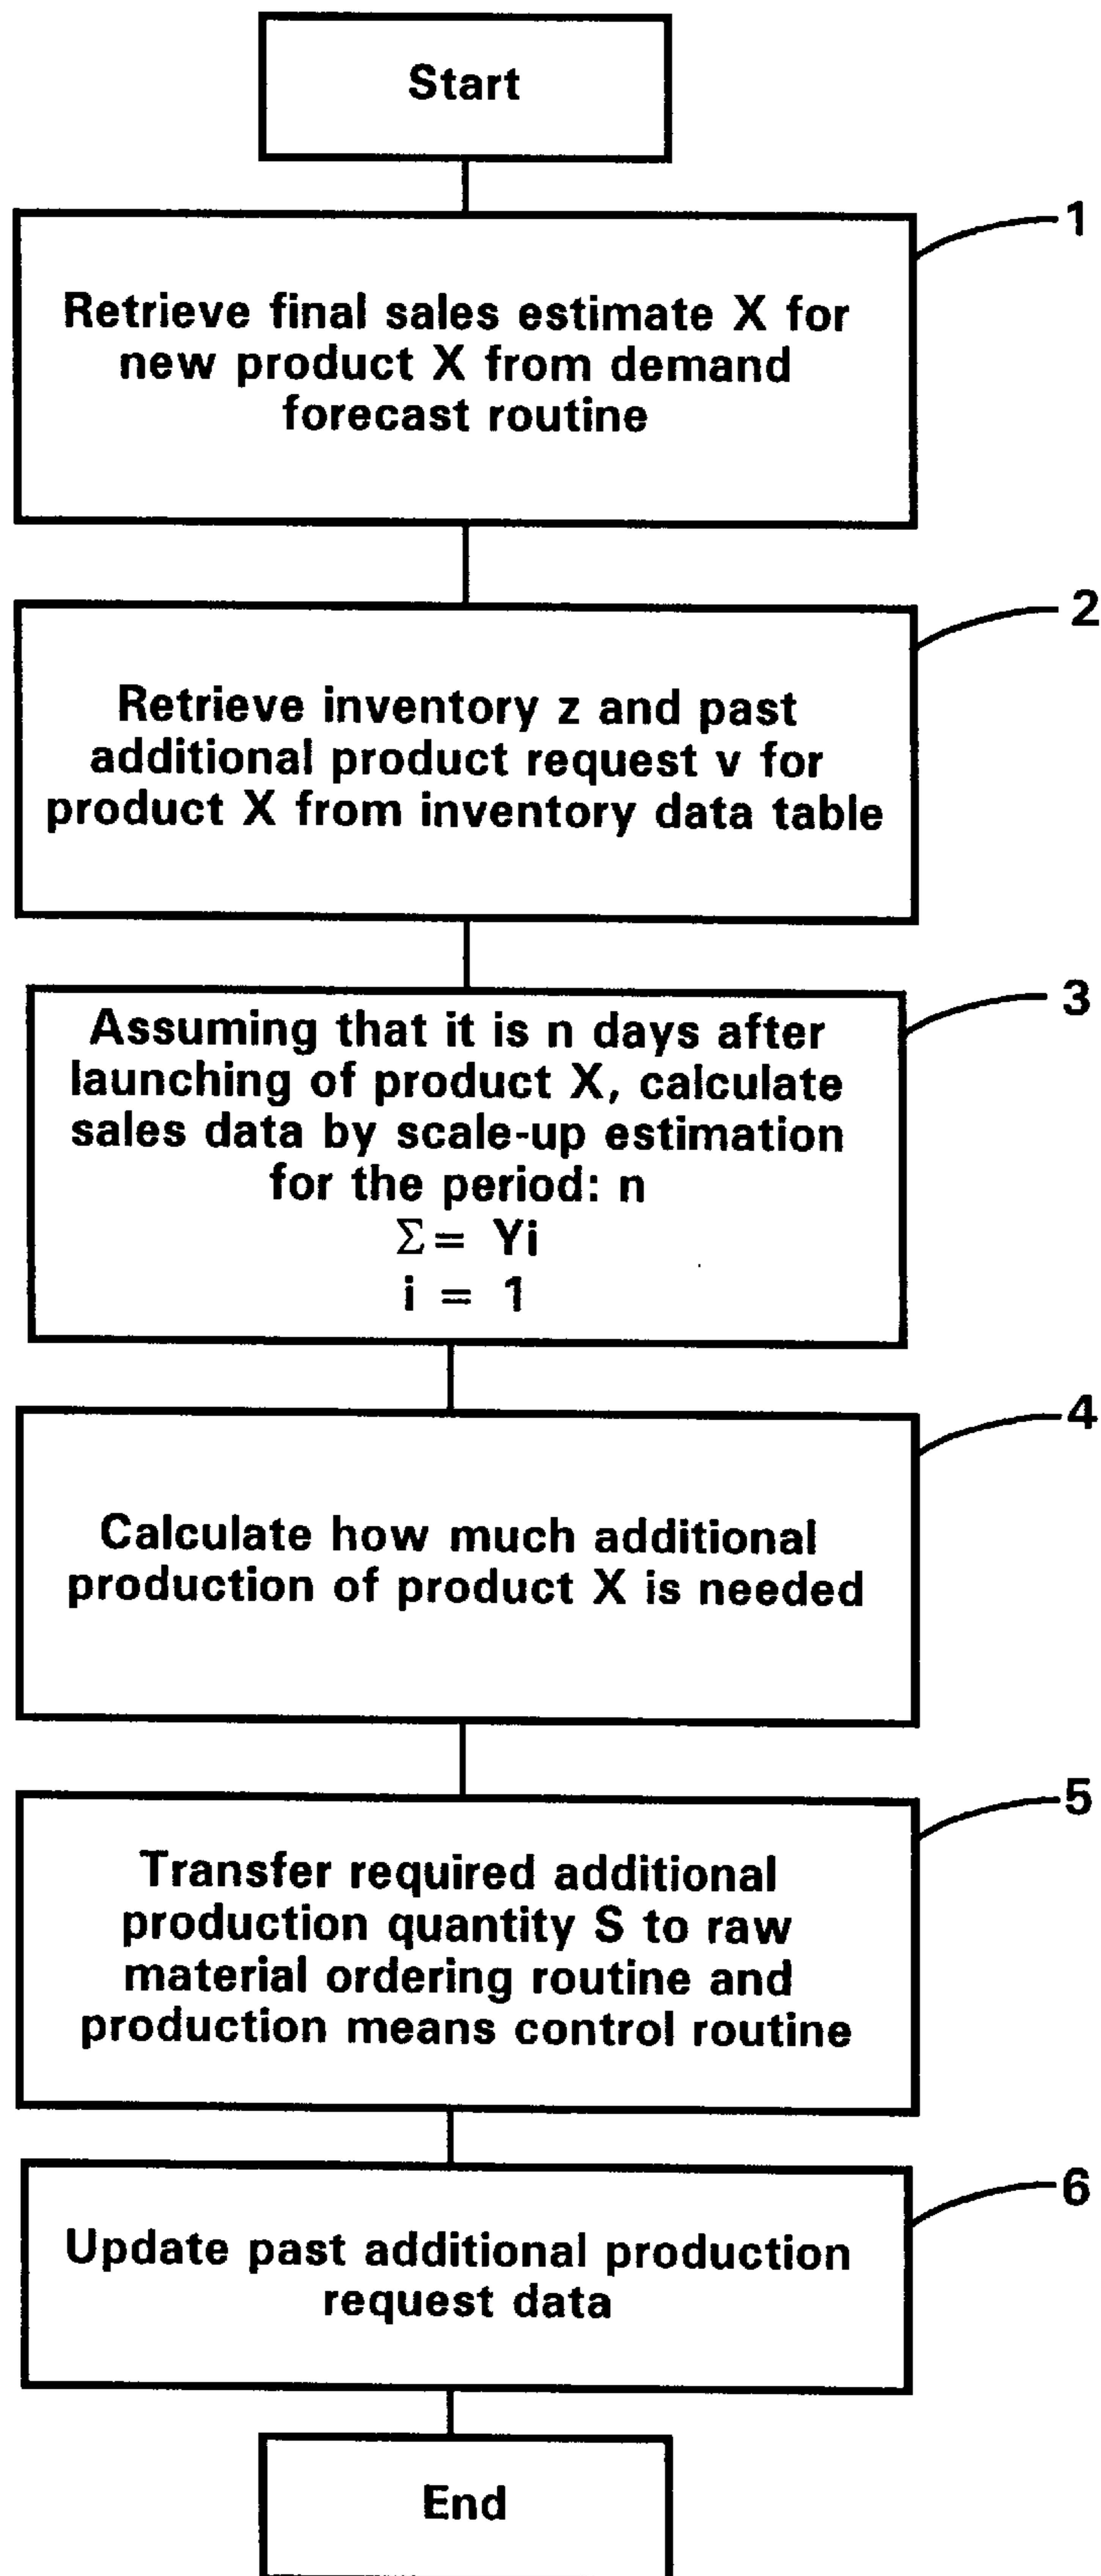 Start
1
Retrieve final sales estimate X for
new product X from demand
forecast routine
2
Retrieve inventory z and past
additional product request v for
product X from inventory data table
3
Assuming that it is n days after
launching of product X, calculate
sales data by scale-up estimation
for the period: n
Σ= Yi
i = 1
4
Calculate how much additional
production of product X is needed
5
Transfer required additional
production quantity S to raw
material ordering routine and
production means control routine
6
Update past additional production
request data
End